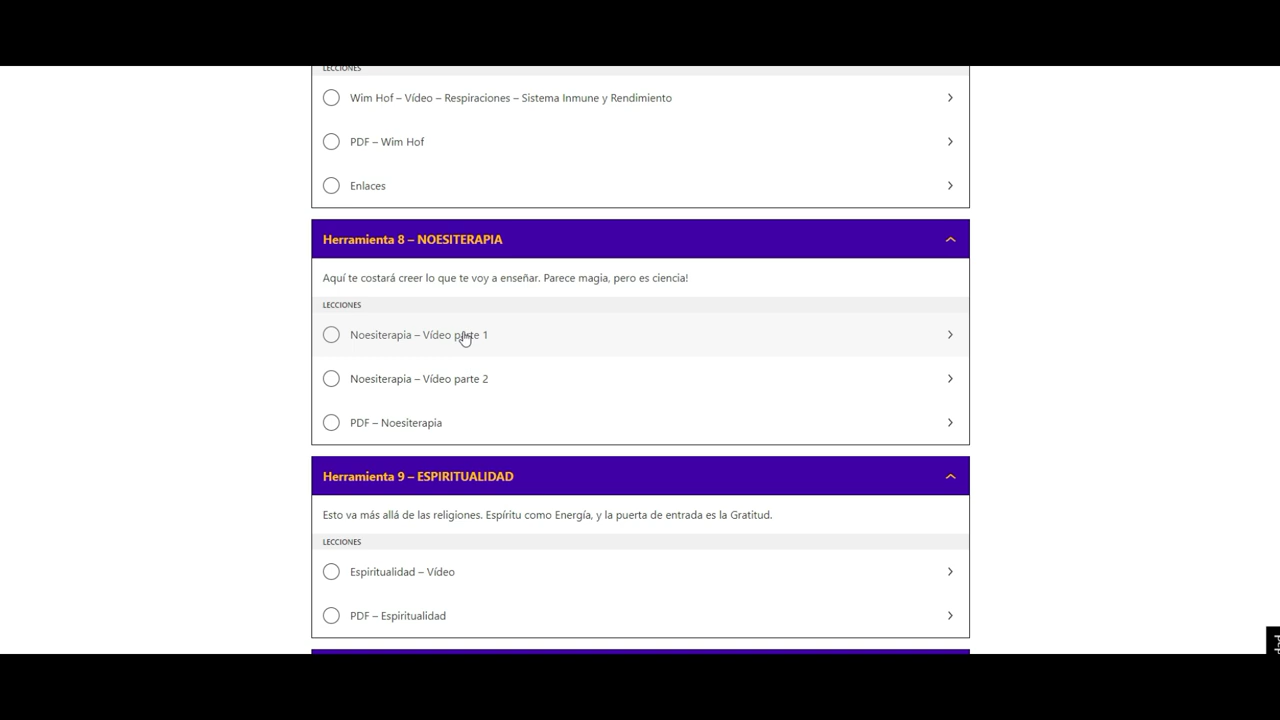 LECCIONES
Wim Hof – Vídeo – Respiraciones – Sistema Inmune y Rendimiento
PDF – Wim Hof
Enlaces
Herramienta 8 – NOESITERAPIA
Aquí te costará creer lo que te voy a enseñar. Parece magia, pero es ciencia!
LECCIONES
Noesiterapia – Vídeo parte 1
Noesiterapia – Vídeo parte 2
PDF – Noesiterapia
Herramienta 9 – ESPIRITUALIDAD
Esto va más allá de las religiones. Espíritu como Energía, y la puerta de entrada es la Gratitud.
LECCIONES
Espiritualidad – Vídeo
PDF – Espiritualidad